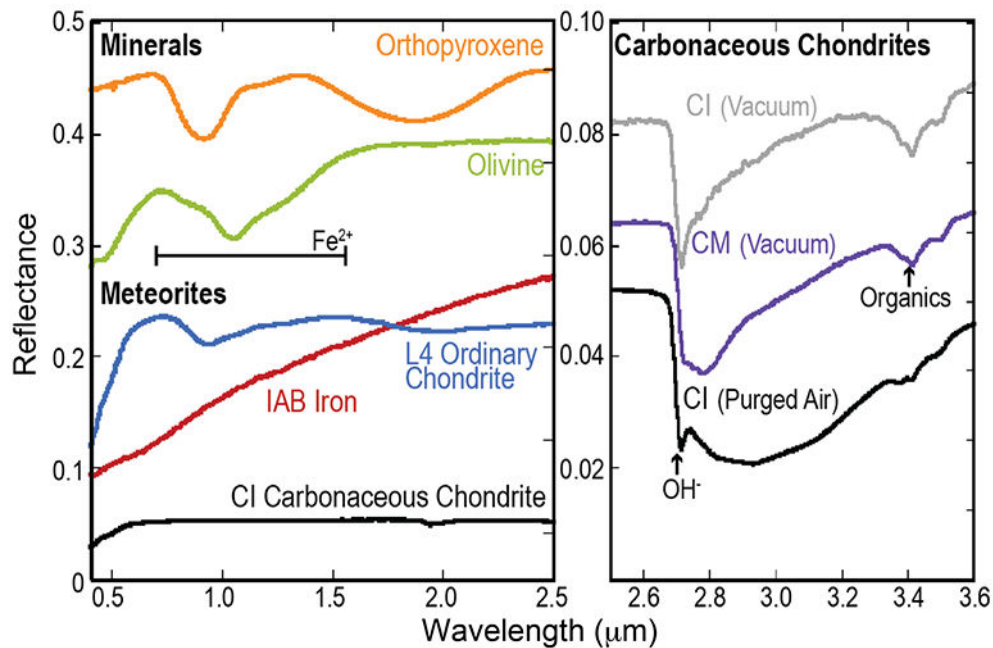 0.5
0.4
0.3
0.2
0.1
0
Reflectance
Minerals
Orthopyroxene
Olivine
Fe²⁺
Meteorites
L4 Ordinary
Chondrite
IAB Iron
CI Carbonaceous Chondrite
0.5
1.0
1.5
2.0
2.5
0.10
0.08
0.06
0.04
0.02
Carbonaceous Chondrites
CI (Vacuum)
CM (Vacuum)
Organics
CI (Purged Air)
OH⁻
2.6
2.8
3.0
3.2
3.4
3.6
Wavelength (μm)